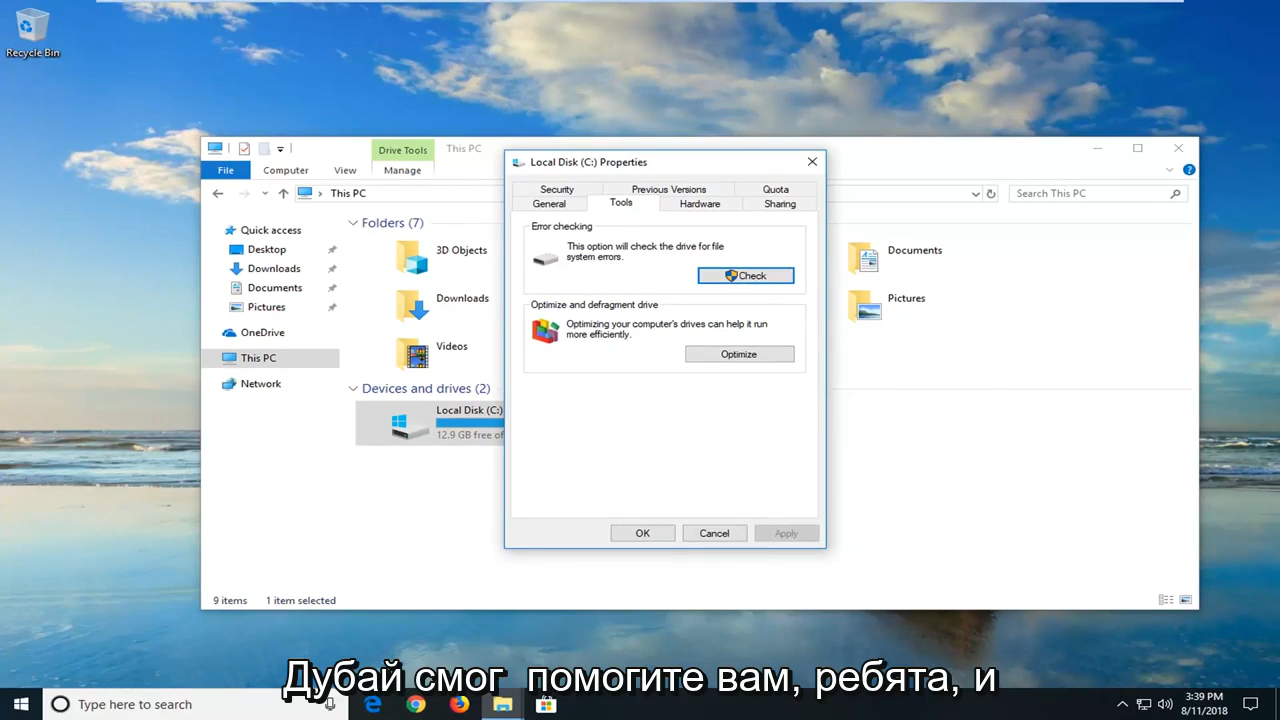 Recycle Bin
Drive Tools
This PC
File
Computer
View
Manage
This PC
Search This PC
Quick access
Desktop
Downloads
Documents
Pictures
OneDrive
This PC
Network
Folders (7)
3D Objects
Downloads
Videos
Documents
Pictures
Devices and drives (2)
Local Disk (C:)
12.9 GB free of
Local Disk (C:) Properties
Security
Previous Versions
Quota
General
Tools
Hardware
Sharing
Error checking
This option will check the drive for file
system errors.
Check
Optimize and defragment drive
Optimizing your computer's drives can help it run
more efficiently.
Optimize
OK
Cancel
Apply
9 items
1 item selected
Дубай смог помогите вам, ребята, и
Type here to search
3:39 PM
8/11/2018